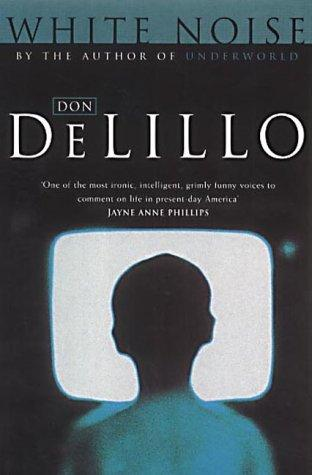 WHITE NOISE
BY THE AUTHOR OF UNDERWORLD
DON
DELILLO
'One of the most ironic, intelligent, grimly funny voices to
comment on life in present-day America'
JAYNE ANNE PHILLIPS